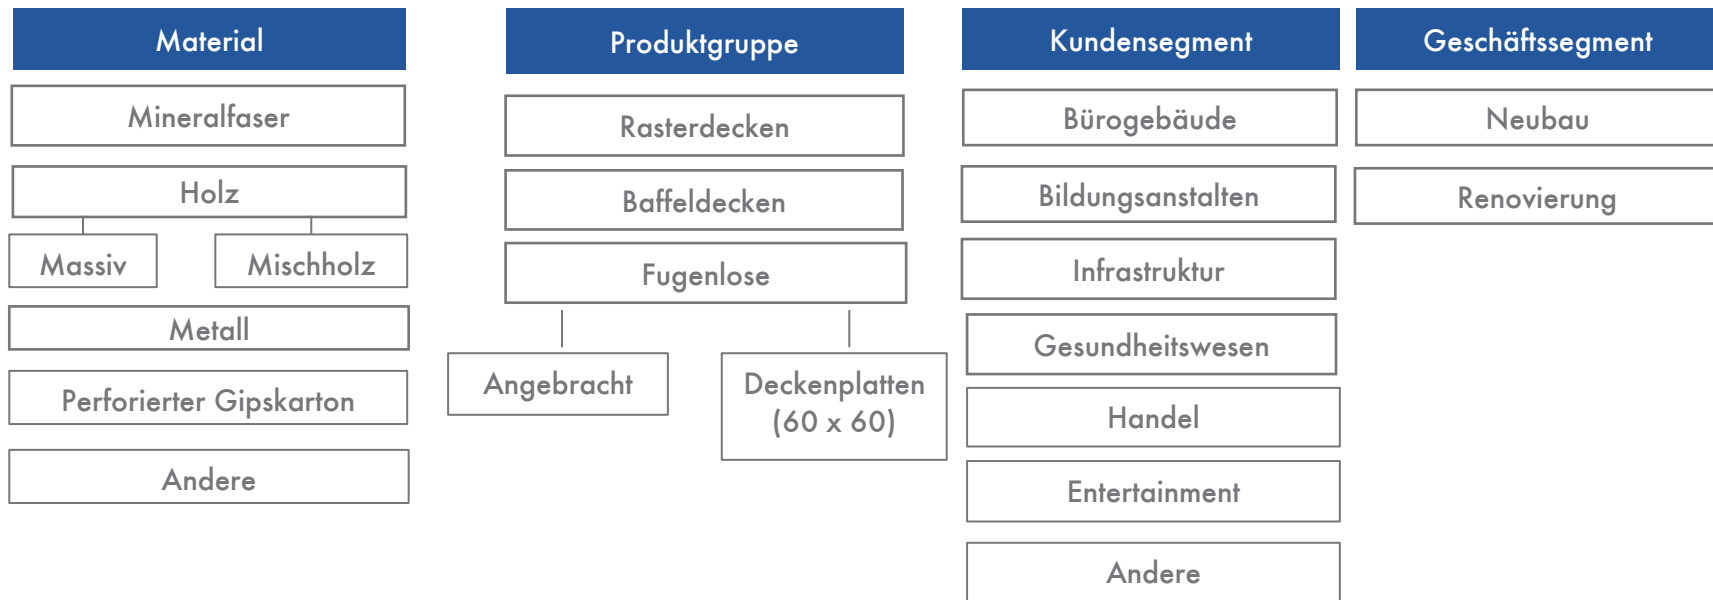 Material
Mineralfaser
Holz
Massiv
Mischholz
Metall
Perforierter Gipskarton
Andere
Produktgruppe
Rasterdecken
Baffeldecken
Fugenlose
Angebracht
Deckenplatten
(60 x 60)
Kundensegment
Bürogebäude
Bildungsanstalten
Infrastruktur
Gesundheitswesen
Handel
Entertainment
Andere
Geschäftssegment
Neubau
Renovierung